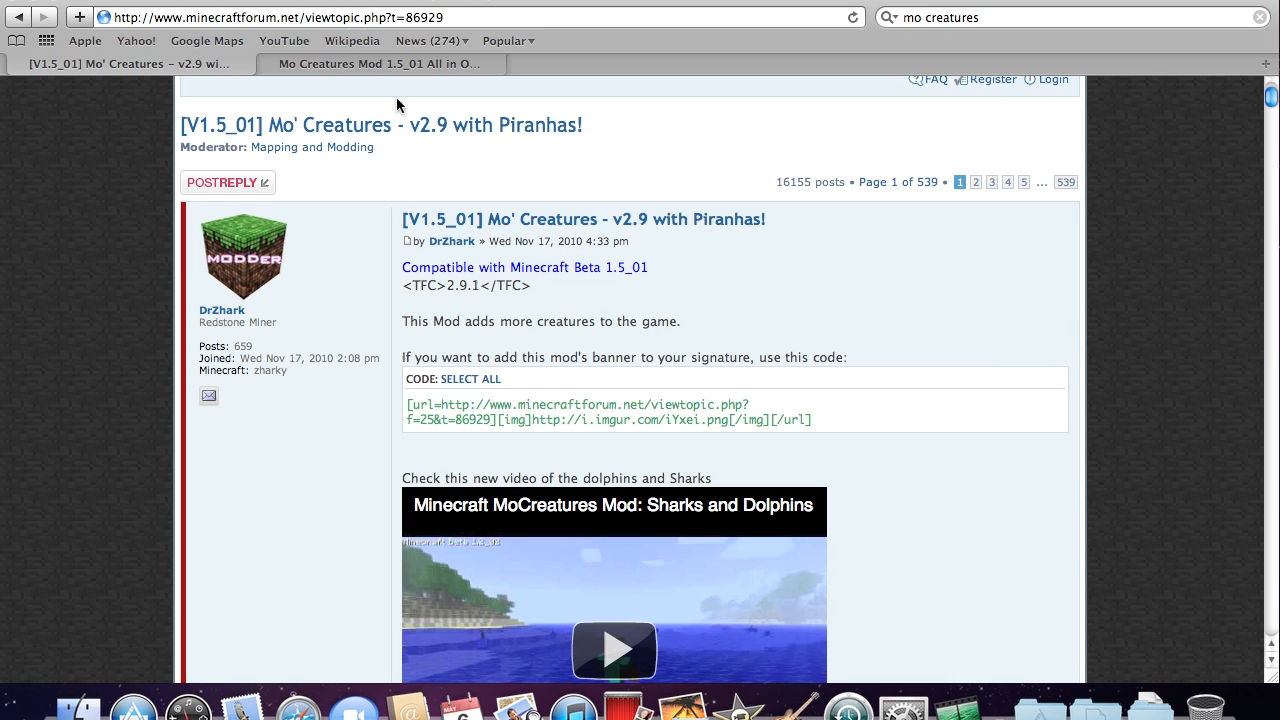 http://www.minecraftforum.net/viewtopic.php?t=86929
mo creatures
Apple Yahoo! Google Maps YouTube Wikipedia News (274)▾ Popular▾
[V1.5_01] Mo' Creatures – v2.9 wi...
Mo Creatures Mod 1.5_01 All in O...
FAQ Register Login
[V1.5_01] Mo' Creatures - v2.9 with Piranhas!
Moderator: Mapping and Modding
POSTREPLY
16155 posts • Page 1 of 539 • 1 2 3 4 5 ... 539
MODDER
DrZhark
Redstone Miner
Posts: 659
Joined: Wed Nov 17, 2010 2:08 pm
Minecraft: zharky
[V1.5_01] Mo' Creatures - v2.9 with Piranhas!
by DrZhark » Wed Nov 17, 2010 4:33 pm
Compatible with Minecraft Beta 1.5_01
<TFC>2.9.1</TFC>
This Mod adds more creatures to the game.
If you want to add this mod's banner to your signature, use this code:
CODE: SELECT ALL
[url=http://www.minecraftforum.net/viewtopic.php?
f=25&t=86929][img]http://i.imgur.com/iYxei.png[/img][/url]
Check this new video of the dolphins and Sharks
Minecraft MoCreatures Mod: Sharks and Dolphins
MAY
6